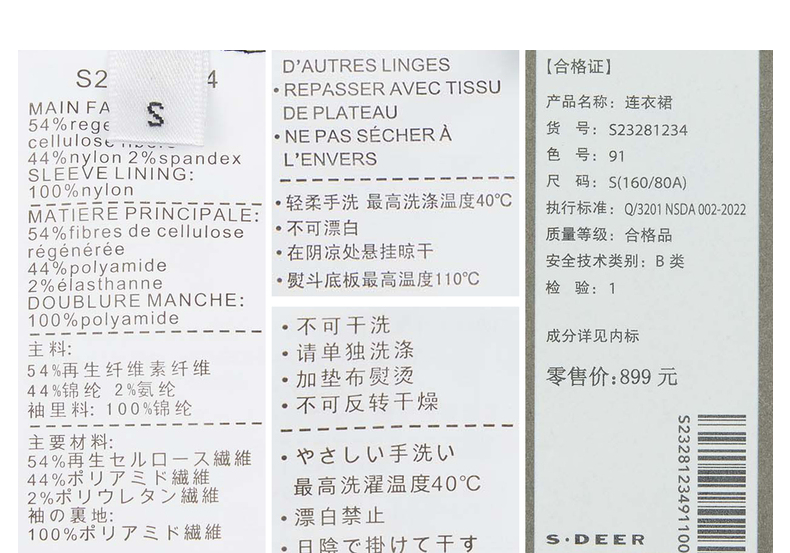 S2 4
S
MAIN FA
54%rege
cellulose fibers
44%nylon 2%spandex
SLEEVE LINING:
100%nylon
MATIERE PRINCIPALE:
54%fibres de cellulose
régénérée
44%polyamide
2%élasthanne
DOUBLURE MANCHE:
100%polyamide
主料:
54%再生纤维素纤维
44%锦纶 2%氨纶
袖里料: 100%锦纶
主要材料:
54%再生セルロース繊維
44%ポリアミド繊維
2%ポリウレタン繊維
袖の裏地:
100%ポリアミド繊維
D'AUTRES LINGES
•REPASSER AVEC TISSU
DE PLATEAU
•NE PAS SÉCHER À
L'ENVERS
•轻柔手洗 最高洗涤温度40℃
•不可漂白
•在阴凉处悬挂晾干
•熨斗底板最高温度110℃
•不可干洗
•请单独洗涤
•加垫布熨烫
•不可反转干燥
•やさしい手洗い
最高洗濯温度40℃
•漂白禁止
•日陰で掛けて干す
【合格证】
产品名称: 连衣裙
货 号: S23281234
色 号: 91
尺 码: S(160/80A)
执行标准: Q/3201 NSDA 002-2022
质量等级: 合格品
安全技术类别: B 类
检 验: 1
成分详见内标
零售价:899 元
S2328123491100
S·DEER